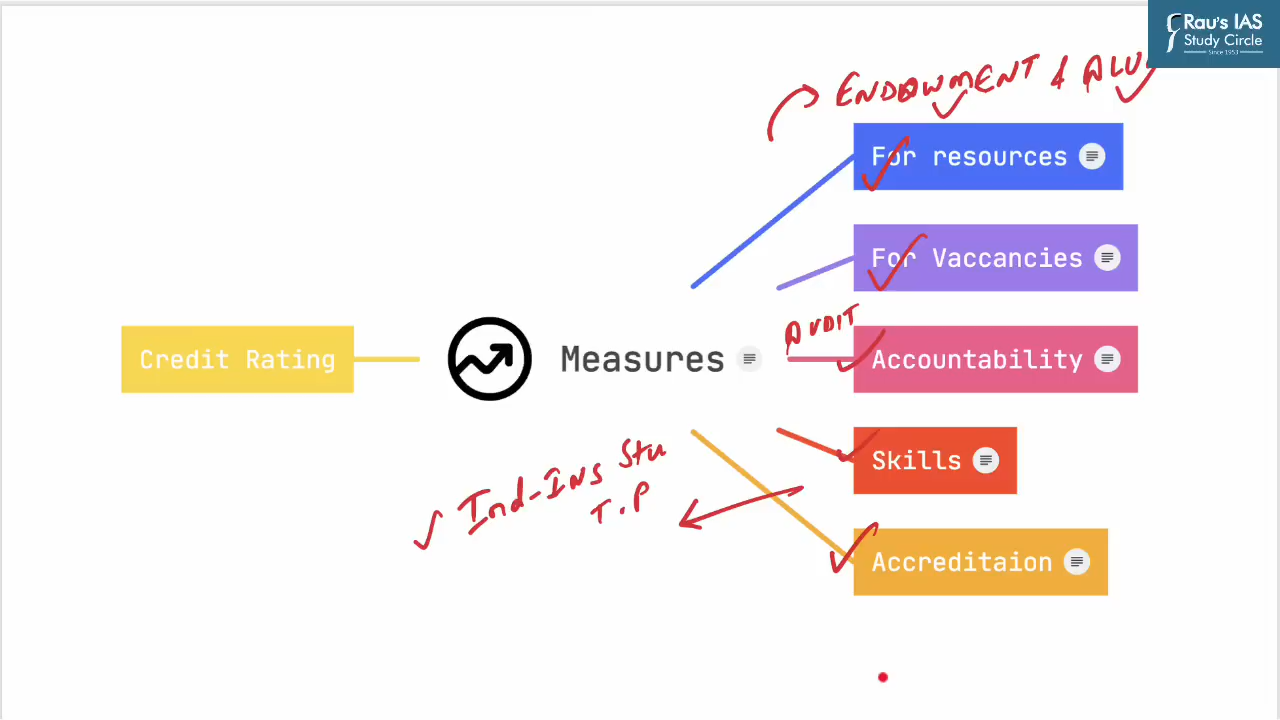 Rau's IAS
Study Circle
Since 1953
ENDOWMENT & ALU
For resources
For Vaccancies
AUDIT
Credit Rating
Measures
Accountability
Ind-Ins Stu
T.P
Skills
Accreditaion